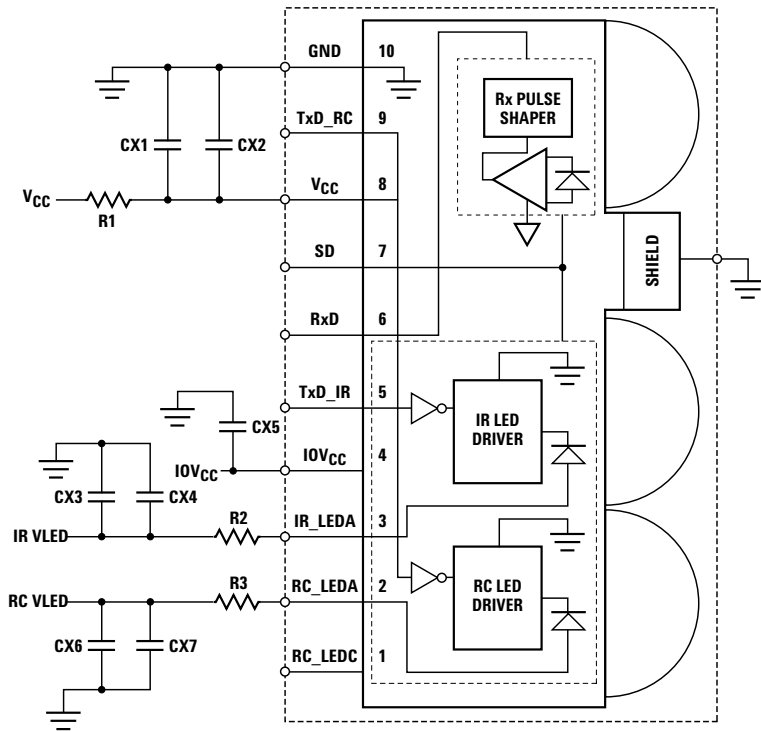 GND 10
TxD_RC 9
CX1 CX2
VCC R1 VCC 8
SD 7
RxD 6
TxD_IR 5
CX5
IOVCC IOVCC 4
CX3 CX4
IR VLED R2 IR_LEDA 3
RC VLED R3 RC_LEDA 2
CX6 CX7
RC_LEDC 1
Rx PULSE
SHAPER
SHIELD
IR LED
DRIVER
RC LED
DRIVER